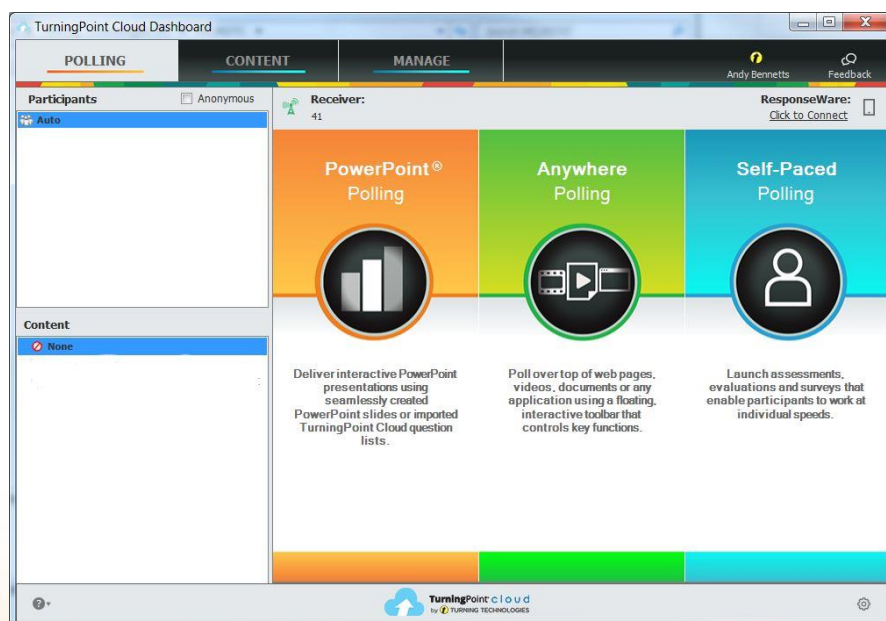 TurningPoint Cloud Dashboard
POLLING
CONTENT
MANAGE
Andy Bennetts
Feedback
Participants
Anonymous
Auto
Receiver:
41
ResponseWare:
Click to Connect
PowerPoint®
Polling
Anywhere
Polling
Self-Paced
Polling
Content
None
Deliver interactive PowerPoint
presentations using
seamlessly created
PowerPoint slides or imported
TurningPoint Cloud question
lists.
Poll over top of web pages,
videos, documents or any
application using a floating,
interactive toolbar that
controls key functions.
Launch assessments,
evaluations and surveys that
enable participants to work at
individual speeds.
TurningPoint cloud
by TURNING TECHNOLOGIES